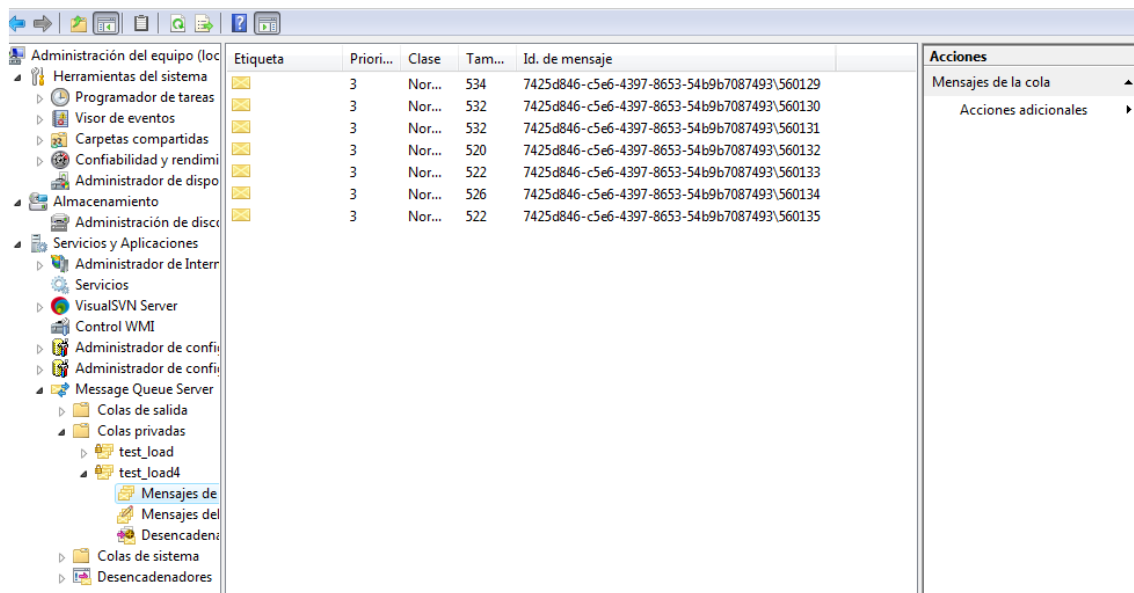 Administración del equipo (loc
Herramientas del sistema
Programador de tareas
Visor de eventos
Carpetas compartidas
Confiabilidad y rendimi
Administrador de dispo
Almacenamiento
Administración de disco
Servicios y Aplicaciones
Administrador de Intern
Servicios
VisualSVN Server
Control WMI
Administrador de config
Administrador de config
Message Queue Server
Colas de salida
Colas privadas
test_load
test_load4
Mensajes de
Mensajes del
Desencadena
Colas de sistema
Desencadenadores
Etiqueta Priori... Clase Tam... Id. de mensaje
3 Nor... 534 7425d846-c5e6-4397-8653-54b9b7087493\560129
3 Nor... 532 7425d846-c5e6-4397-8653-54b9b7087493\560130
3 Nor... 532 7425d846-c5e6-4397-8653-54b9b7087493\560131
3 Nor... 520 7425d846-c5e6-4397-8653-54b9b7087493\560132
3 Nor... 522 7425d846-c5e6-4397-8653-54b9b7087493\560133
3 Nor... 526 7425d846-c5e6-4397-8653-54b9b7087493\560134
3 Nor... 522 7425d846-c5e6-4397-8653-54b9b7087493\560135
Acciones
Mensajes de la cola
Acciones adicionales